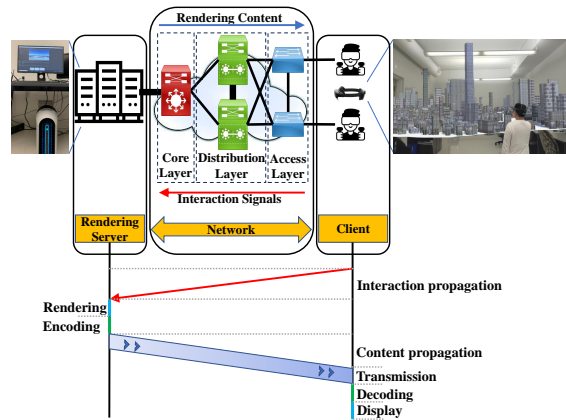 Rendering Content
Core
Layer
Distribution
Layer
Access
Layer
Interaction Signals
Rendering
Server
Network
Client
Interaction propagation
Rendering
Encoding
Content propagation
Transmission
Decoding
Display